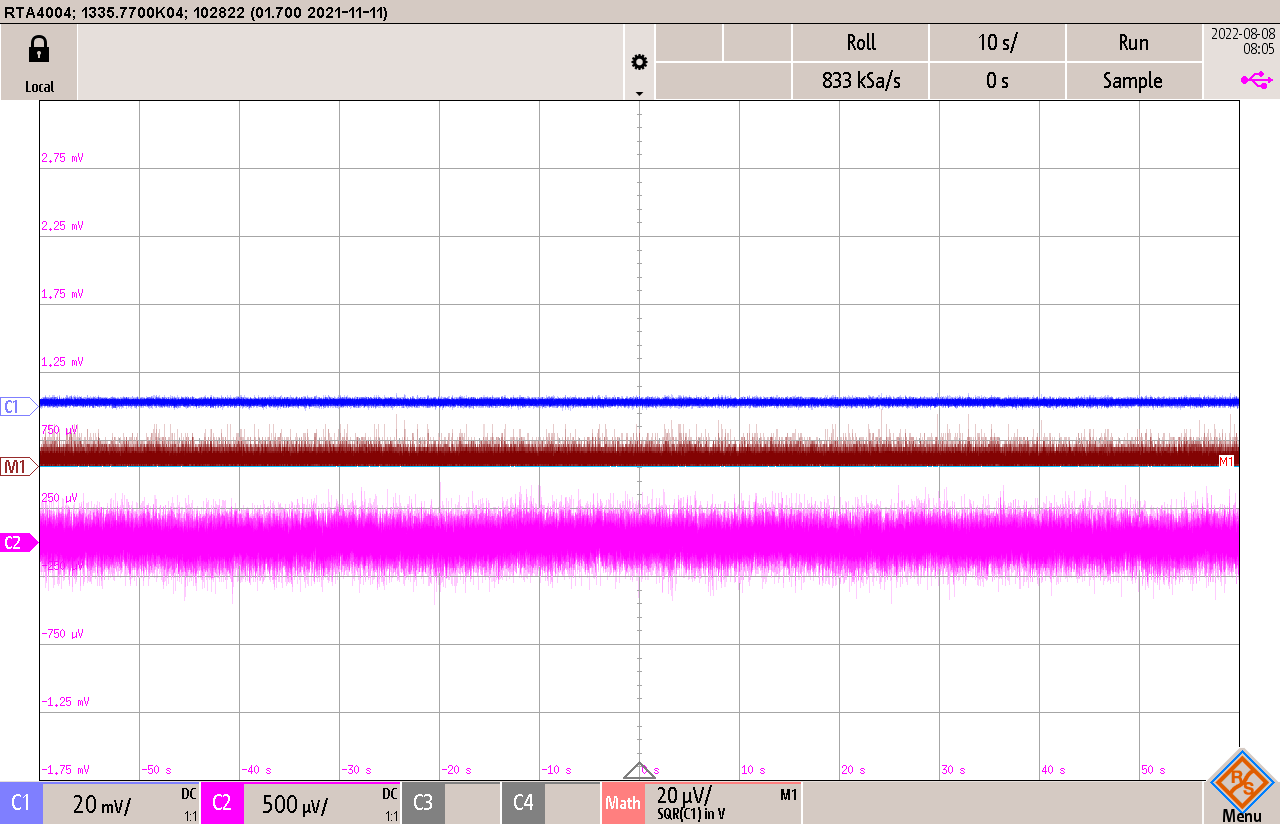 RTA4004; 1335.7700K04; 102822 (01.700 2021-11-11)
Local
Roll
10 s/
Run
2022-08-08
08:05
833 kSa/s
0 s
Sample
2.75 mV
2.25 mV
1.75 mV
1.25 mV
C1
750 µV
M1
M1
250 µV
C2
-250 µV
-750 µV
-1.25 mV
-1.75 mV
-50 s
-40 s
-30 s
-20 s
-10 s
0 s
10 s
20 s
30 s
40 s
50 s
C1
20 mV/
DC
1:1
C2
500 µV/
DC
1:1
C3
C4
Math
20 µV/
SQR(C1) in V
M1
R
S
Menu